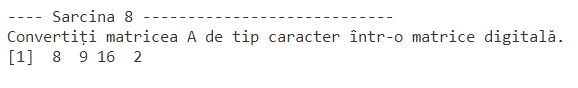 ---- Sarcina 8 ----------------------------
Convertiți matricea A de tip caracter într-o matrice digitală.
[1]  8  9 16  2